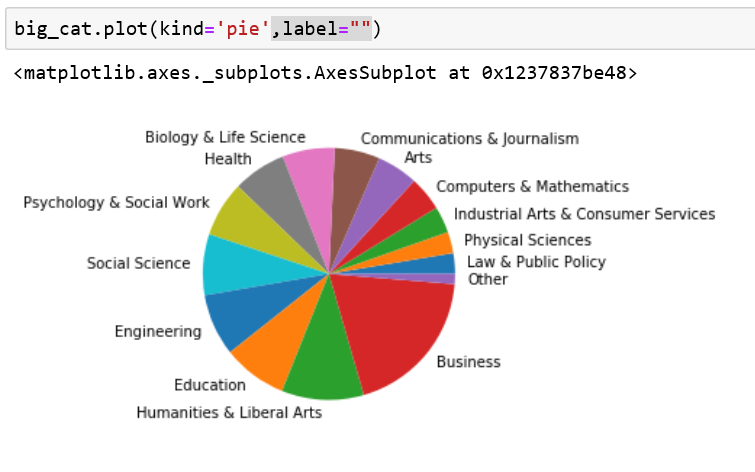 big_cat.plot(kind='pie',label="")
<matplotlib.axes._subplots.AxesSubplot at 0x1237837be48>
Biology & Life Science
Communications & Journalism
Health
Arts
Computers & Mathematics
Psychology & Social Work
Industrial Arts & Consumer Services
Physical Sciences
Social Science
Law & Public Policy
Other
Engineering
Business
Education
Humanities & Liberal Arts